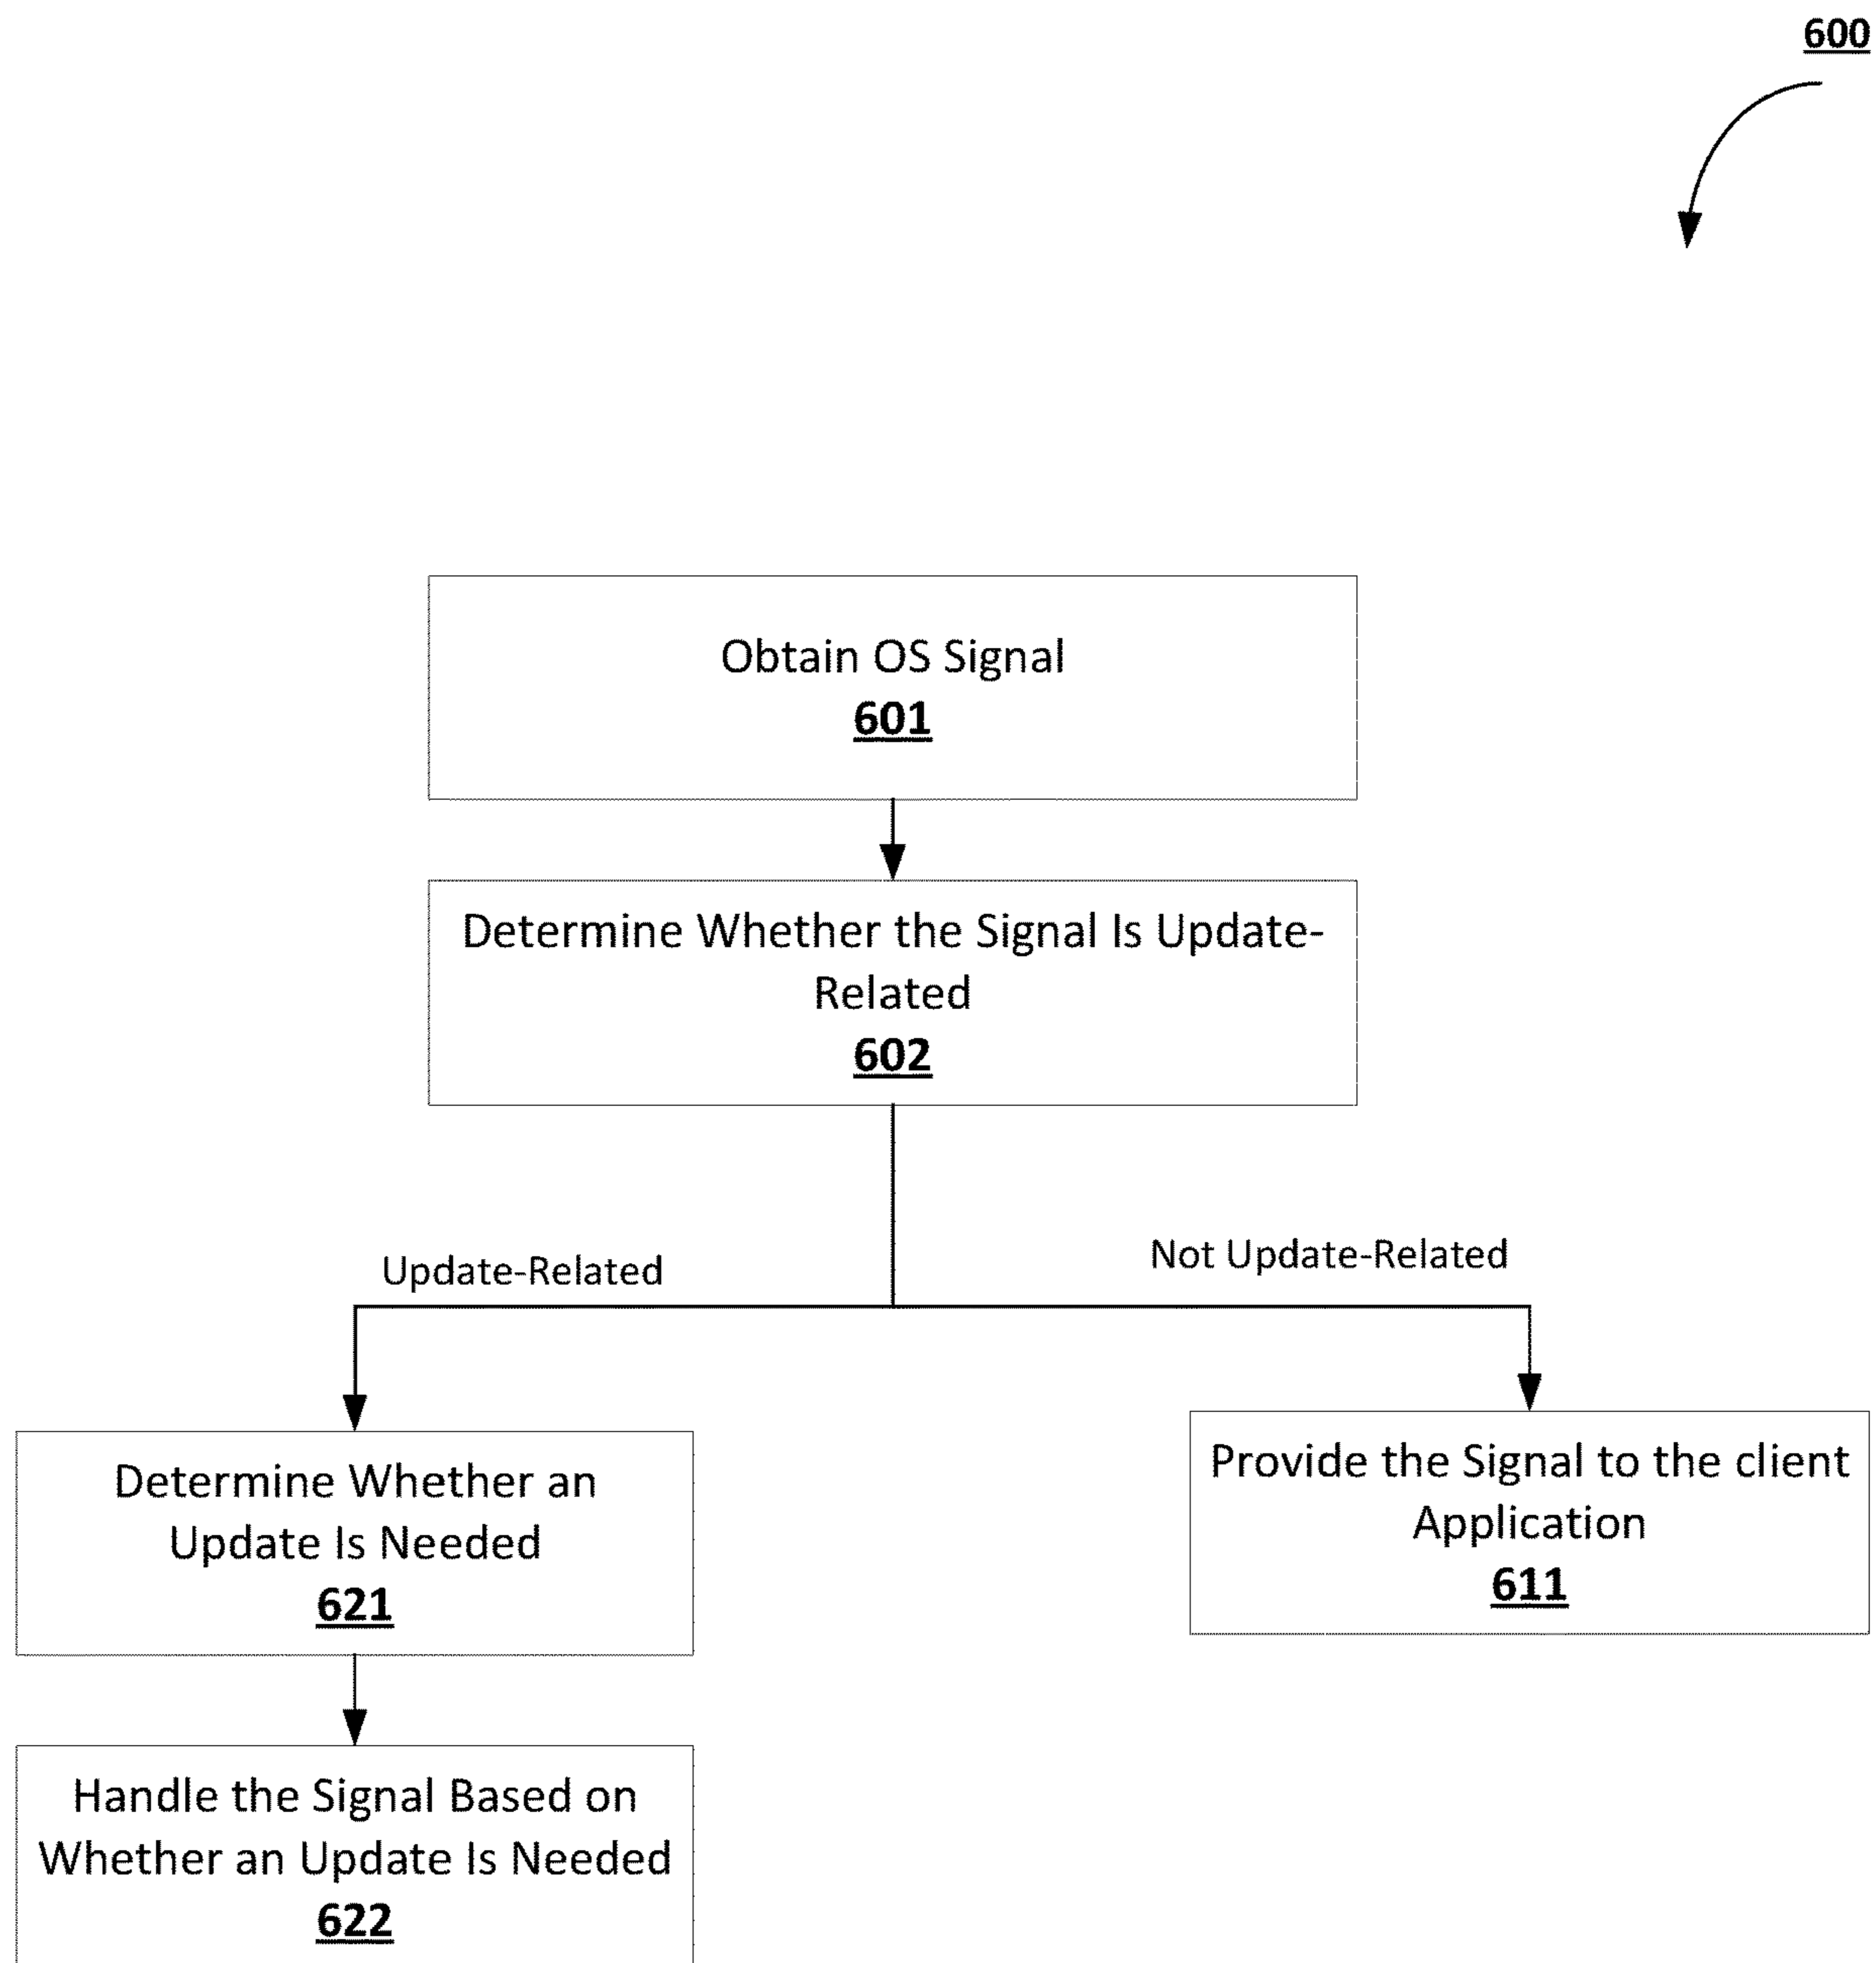 600
Obtain OS Signal
601
Determine Whether the Signal Is Update-
Related
602
Update-Related
Not Update-Related
Determine Whether an
Update Is Needed
621
Provide the Signal to the client
Application
611
Handle the Signal Based on
Whether an Update Is Needed
622